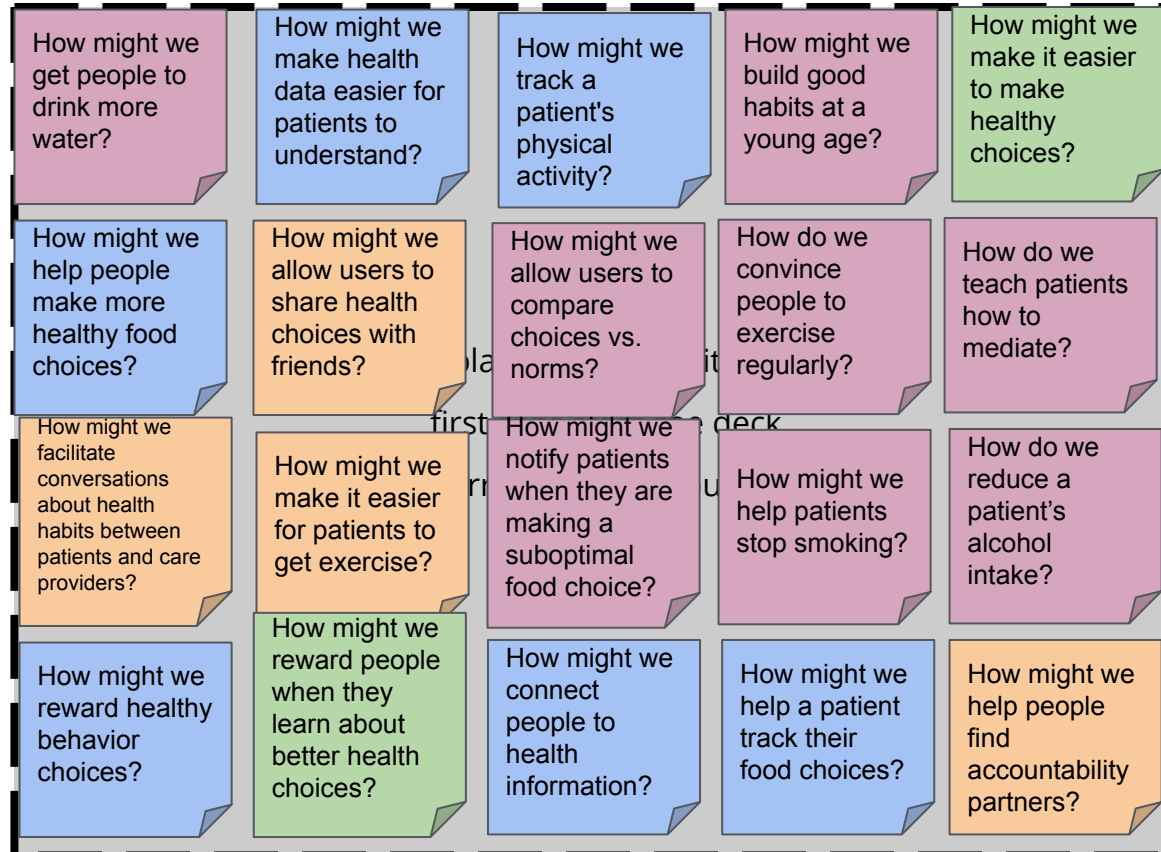 How might we
get people to
drink more
water?
How might we
make health
data easier for
patients to
understand?
How might we
track a
patient's
physical
activity?
How might we
build good
habits at a
young age?
How might we
make it easier
to make
healthy
choices?
How might we
help people
make more
healthy food
choices?
How might we
allow users to
share health
choices with
friends?
How might we
allow users to
compare
choices vs.
norms?
How do we
convince
people to
exercise
regularly?
How do we
teach patients
how to
mediate?
first deck
How might we
facilitate
conversations
about health
habits between
patients and care
providers?
How might we
make it easier
for patients to
get exercise?
How might we
notify patients
when they are
making a
suboptimal
food choice?
How might we
help patients
stop smoking?
How do we
reduce a
patient’s
alcohol
intake?
How might we
reward healthy
behavior
choices?
How might we
reward people
when they
learn about
better health
choices?
How might we
connect
people to
health
information?
How might we
help a patient
track their
food choices?
How might we
help people
find
accountability
partners?